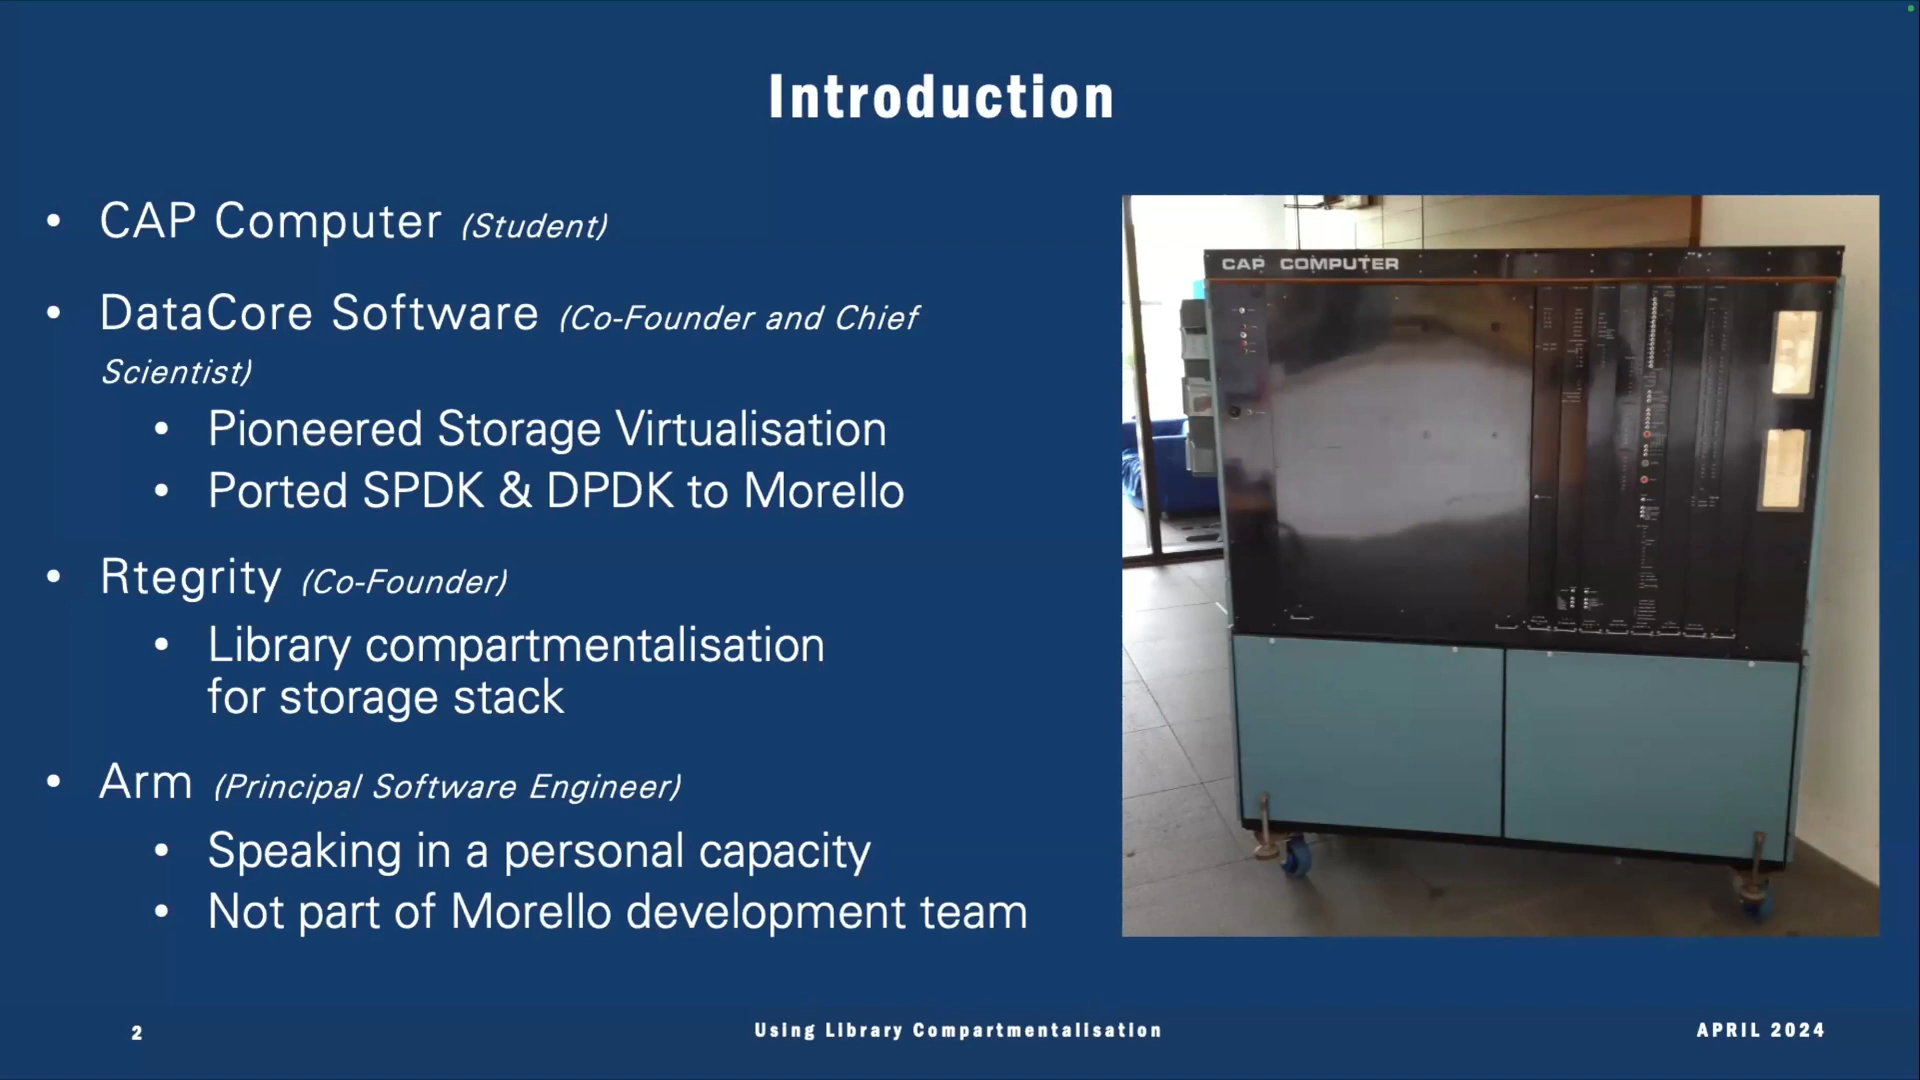 Introduction
• CAP Computer (Student)
• DataCore Software (Co-Founder and Chief
Scientist)
• Pioneered Storage Virtualisation
• Ported SPDK & DPDK to Morello
• Rtegrity (Co-Founder)
• Library compartmentalisation
for storage stack
• Arm (Principal Software Engineer)
• Speaking in a personal capacity
• Not part of Morello development team
CAP COMPUTER
2
Using Library Compartmentalisation
APRIL 2024